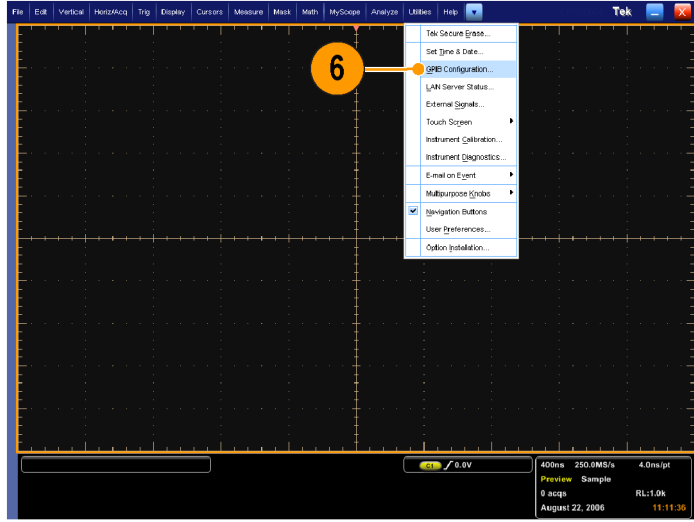 File Edit Vertical Horiz/Acq Trig Display Cursors Measure Mask Math MyScope Analyze Utilities Help Tek
Tek Secure Erase...
Set Time & Date...
6
GPIB Configuration...
LAN Server Status...
External Signals...
Touch Screen
Instrument Calibration...
Instrument Diagnostics...
E-mail on Event
Multipurpose Knobs
Navigation Buttons
User Preferences...
Option Installation...
C1 0.0V
400ns 250.0MS/s 4.0ns/pt
Preview Sample
0 acqs RL:1.0k
August 22, 2006 11:11:36